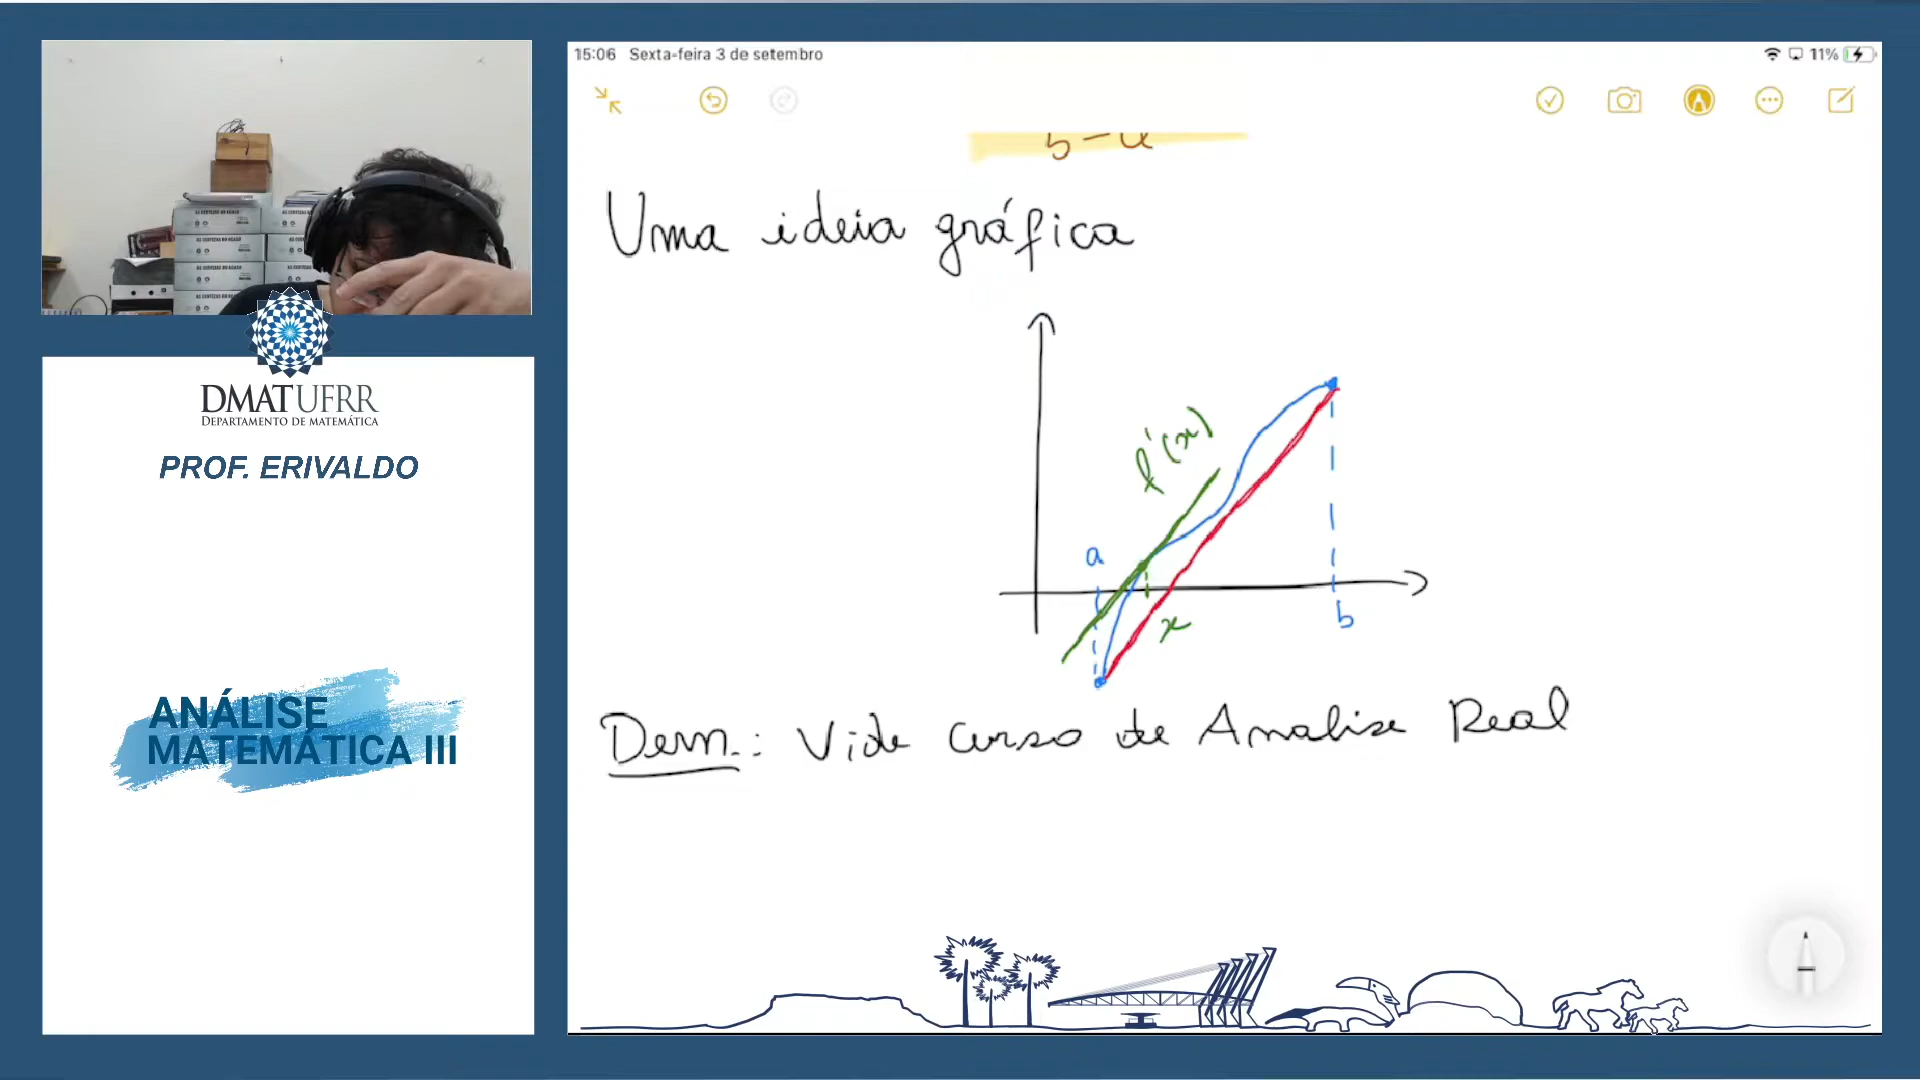 15:06 Sexta-feira 3 de setembro
11%
b-a
Uma ideia gráfica
f'(x)
a
x
b
Dem.: Vide curso de Analise Real
DMATUFRR
DEPARTAMENTO DE MATEMÁTICA
PROF. ERIVALDO
ANÁLISE
MATEMÁTICA III